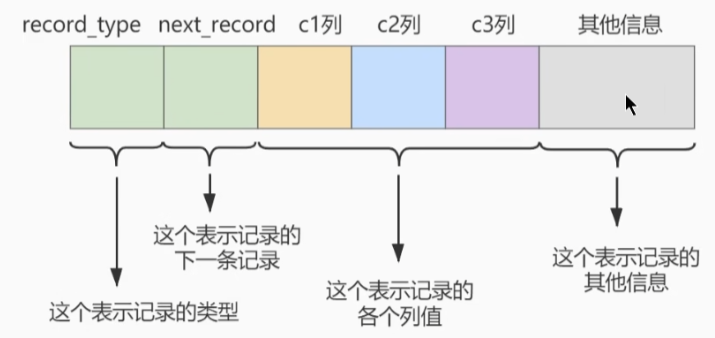 record_type next_record c1列 c2列 c3列 其他信息
这个表示记录的
下一条记录
这个表示记录的类型
这个表示记录的
各个列值
这个表示记录的
其他信息